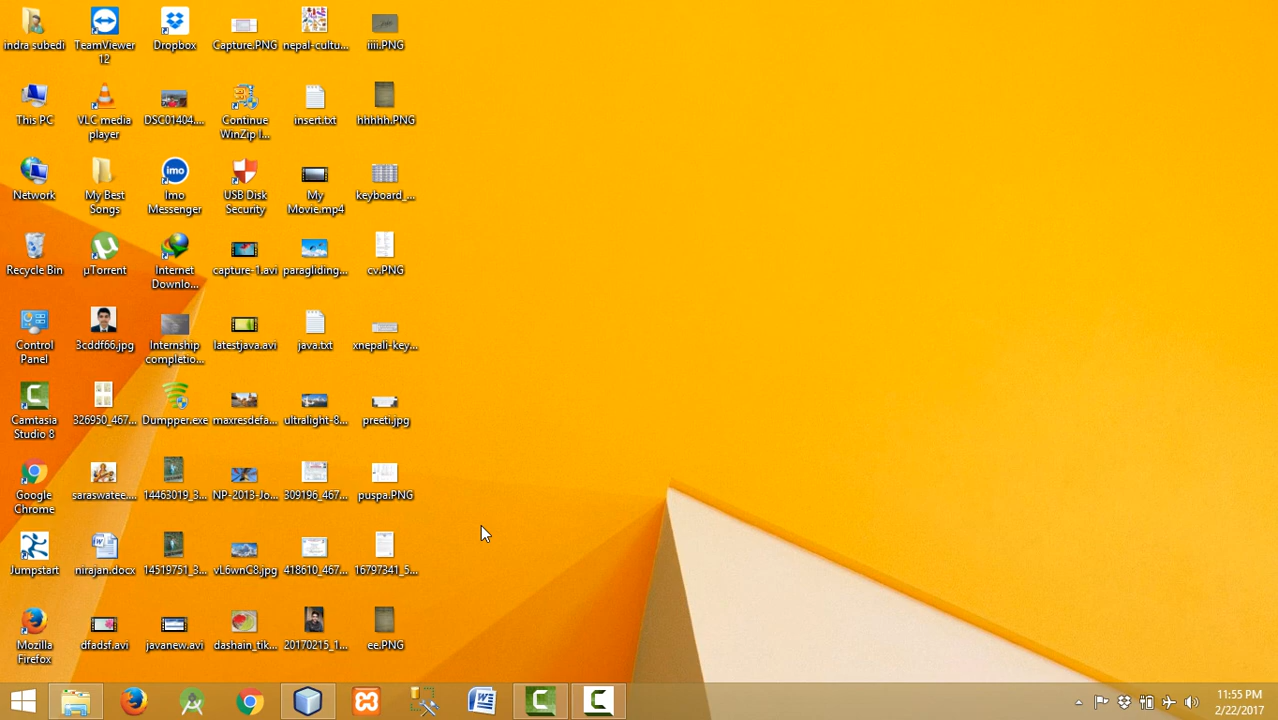 indra subedi
TeamViewer
12
Dropbox
Capture.PNG
nepal-cultu...
iiii.PNG
This PC
VLC media
player
DSC01404....
Continue
WinZip I...
insert.txt
hhhhh.PNG
Network
My Best
Songs
imo
Imo
Messenger
USB Disk
Security
My
Movie.mp4
keyboard_...
Recycle Bin
µTorrent
Internet
Downlo...
capture-1.avi
paragliding...
cv.PNG
Control
Panel
3cddf66.jpg
Internship
completio...
latestjava.avi
java.txt
xnepali-key...
Camtasia
Studio 8
326950_467...
Dumpper.exe
maxresdefa...
ultralight-8...
preeti.jpg
Google
Chrome
saraswatee....
14463019_3...
NP-2013-Jo...
309196_467...
puspa.PNG
Jumpstart
nirajan.docx
14519751_3...
vL6wnC8.jpg
418610_467...
16797341_5...
Mozilla
Firefox
dfadsf.avi
javanew.avi
dashain_tik...
20170215_1...
ee.PNG
11:55 PM
2/22/2017